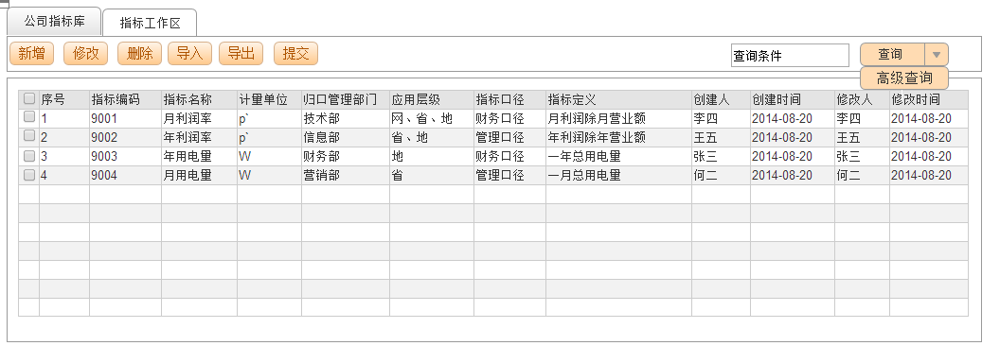 公司指标库 指标工作区
新增 修改 删除 导入 导出 提交 查询条件 查询
高级查询
序号 指标编码 指标名称 计量单位 归口管理部门 应用层级 指标口径 指标定义 创建人 创建时间 修改人 修改时间
1 9001 月利润率 p` 技术部 网、省、地 财务口径 月利润除月营业额 李四 2014-08-20 李四 2014-08-20
2 9002 年利润率 p` 信息部 省、地 管理口径 年利润除年营业额 王五 2014-08-20 王五 2014-08-20
3 9003 年用电量 W 财务部 地 财务口径 一年总用电量 张三 2014-08-20 张三 2014-08-20
4 9004 月用电量 W 营销部 省 管理口径 一月总用电量 何二 2014-08-20 何二 2014-08-20